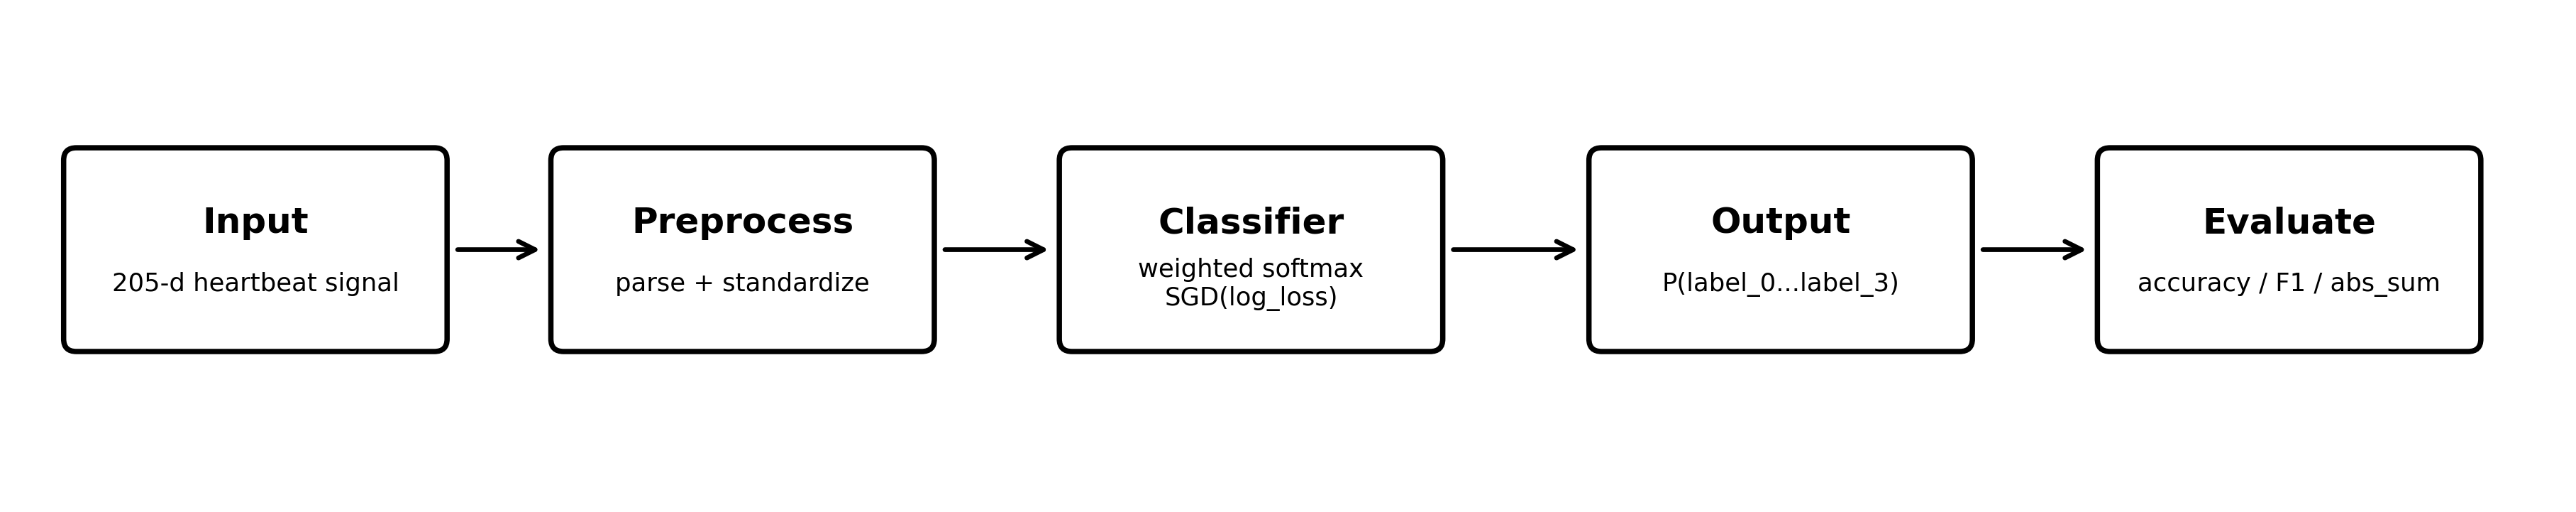 Input
205-d heartbeat signal
Preprocess
parse + standardize
Classifier
weighted softmax
SGD(log_loss)
Output
P(label_0...label_3)
Evaluate
accuracy / F1 / abs_sum